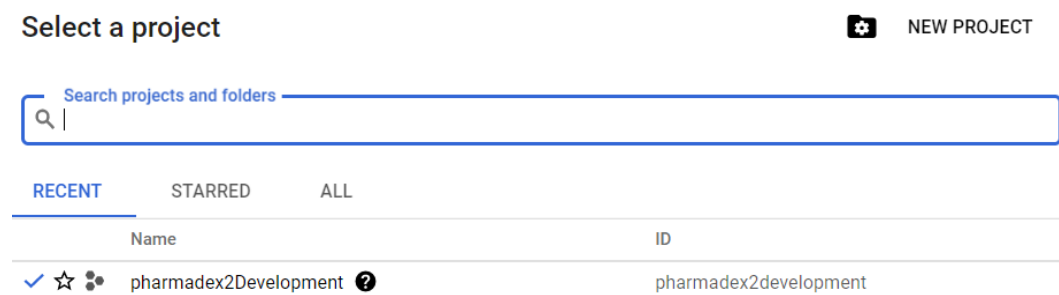 Select a project
NEW PROJECT
Search projects and folders
RECENT STARRED ALL
Name ID
pharmadex2Development pharmadex2development